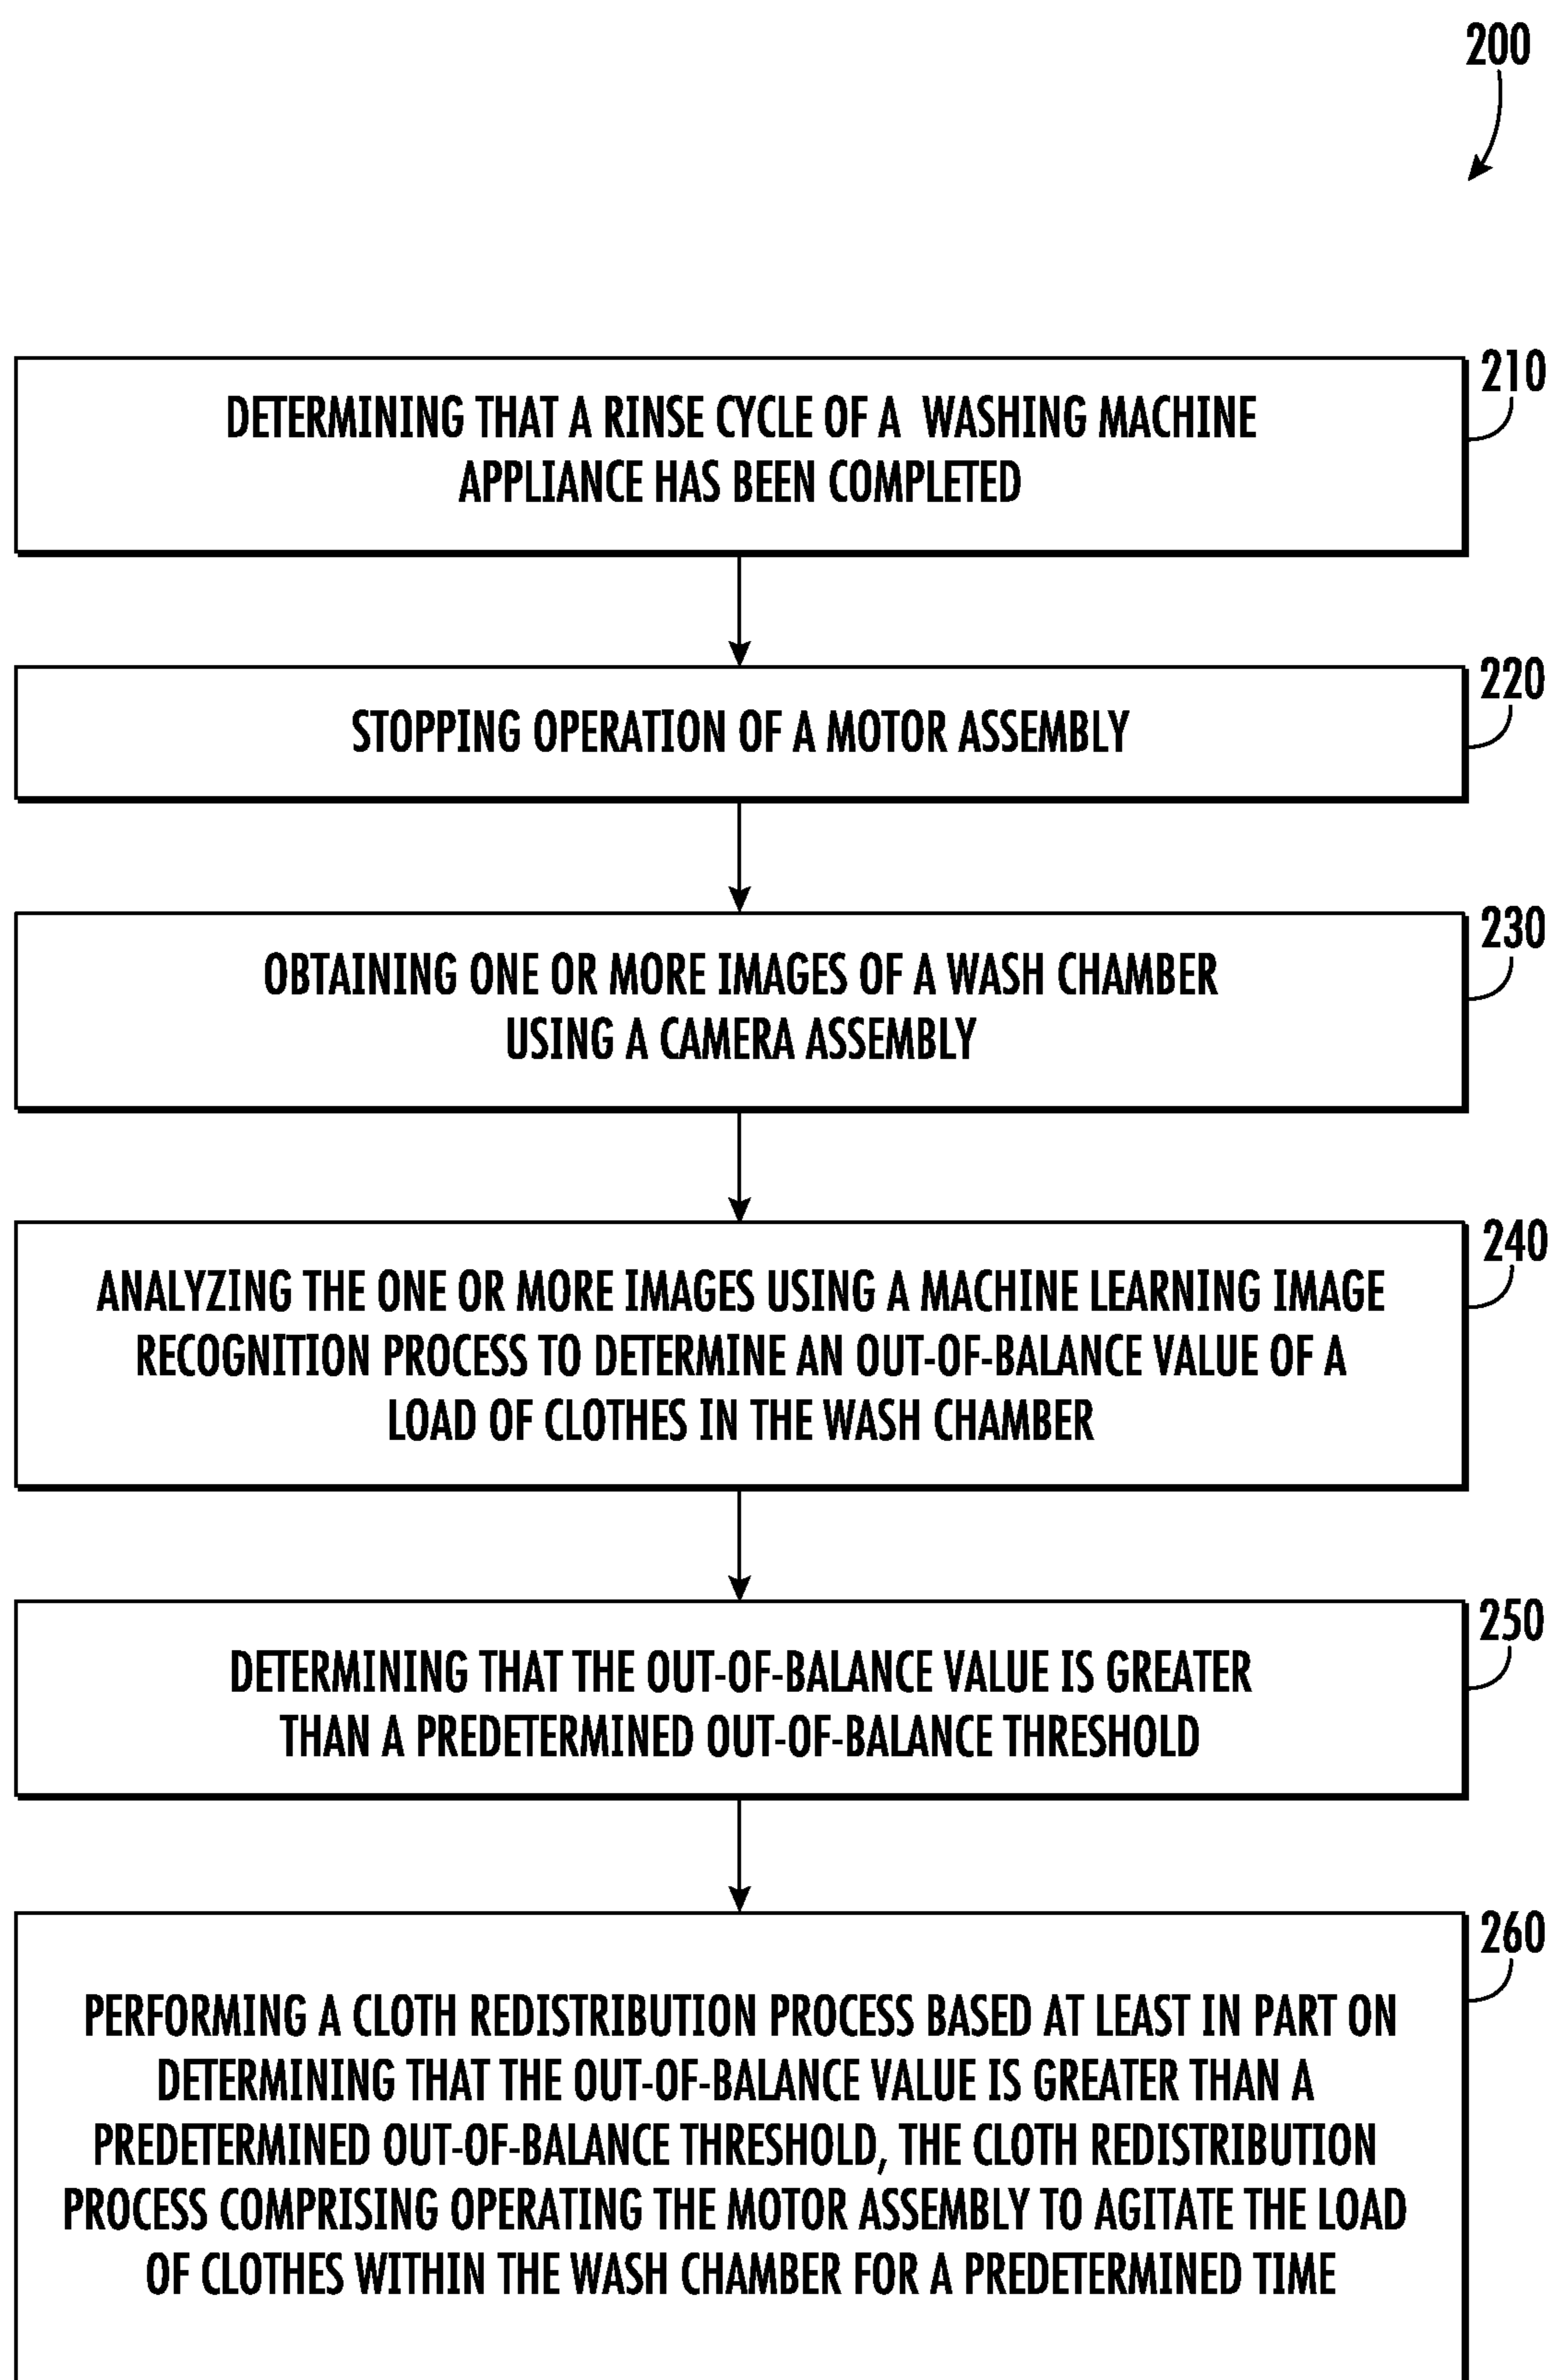 200
210
DETERMINING THAT A RINSE CYCLE OF A WASHING MACHINE
APPLIANCE HAS BEEN COMPLETED
220
STOPPING OPERATION OF A MOTOR ASSEMBLY
230
OBTAINING ONE OR MORE IMAGES OF A WASH CHAMBER
USING A CAMERA ASSEMBLY
240
ANALYZING THE ONE OR MORE IMAGES USING A MACHINE LEARNING IMAGE
RECOGNITION PROCESS TO DETERMINE AN OUT-OF-BALANCE VALUE OF A
LOAD OF CLOTHES IN THE WASH CHAMBER
250
DETERMINING THAT THE OUT-OF-BALANCE VALUE IS GREATER
THAN A PREDETERMINED OUT-OF-BALANCE THRESHOLD
260
PERFORMING A CLOTH REDISTRIBUTION PROCESS BASED AT LEAST IN PART ON
DETERMINING THAT THE OUT-OF-BALANCE VALUE IS GREATER THAN A
PREDETERMINED OUT-OF-BALANCE THRESHOLD, THE CLOTH REDISTRIBUTION
PROCESS COMPRISING OPERATING THE MOTOR ASSEMBLY TO AGITATE THE LOAD
OF CLOTHES WITHIN THE WASH CHAMBER FOR A PREDETERMINED TIME